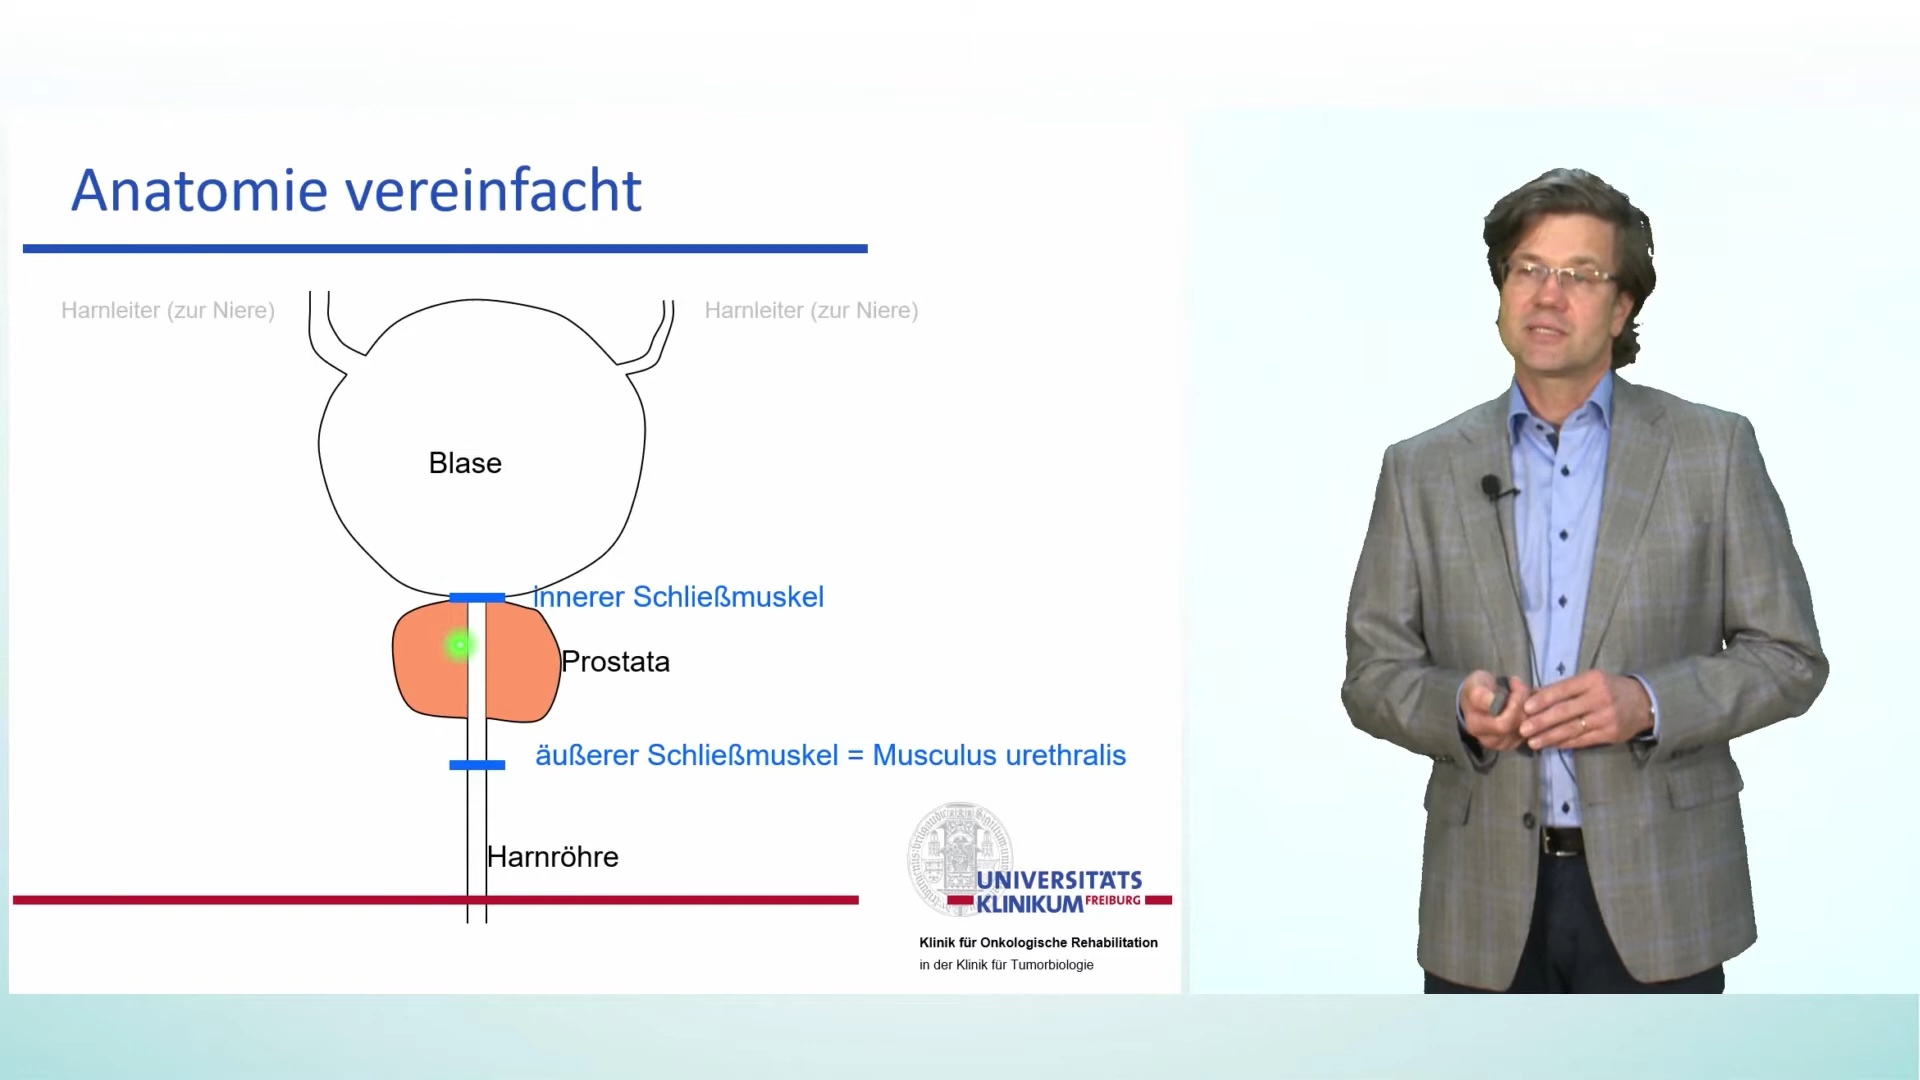 Anatomie vereinfacht
Harnleiter (zur Niere)
Harnleiter (zur Niere)
Blase
innerer Schließmuskel
Prostata
äußerer Schließmuskel = Musculus urethralis
Harnröhre
UNIVERSITÄTS
KLINIKUM FREIBURG
Klinik für Onkologische Rehabilitation
in der Klinik für Tumorbiologie